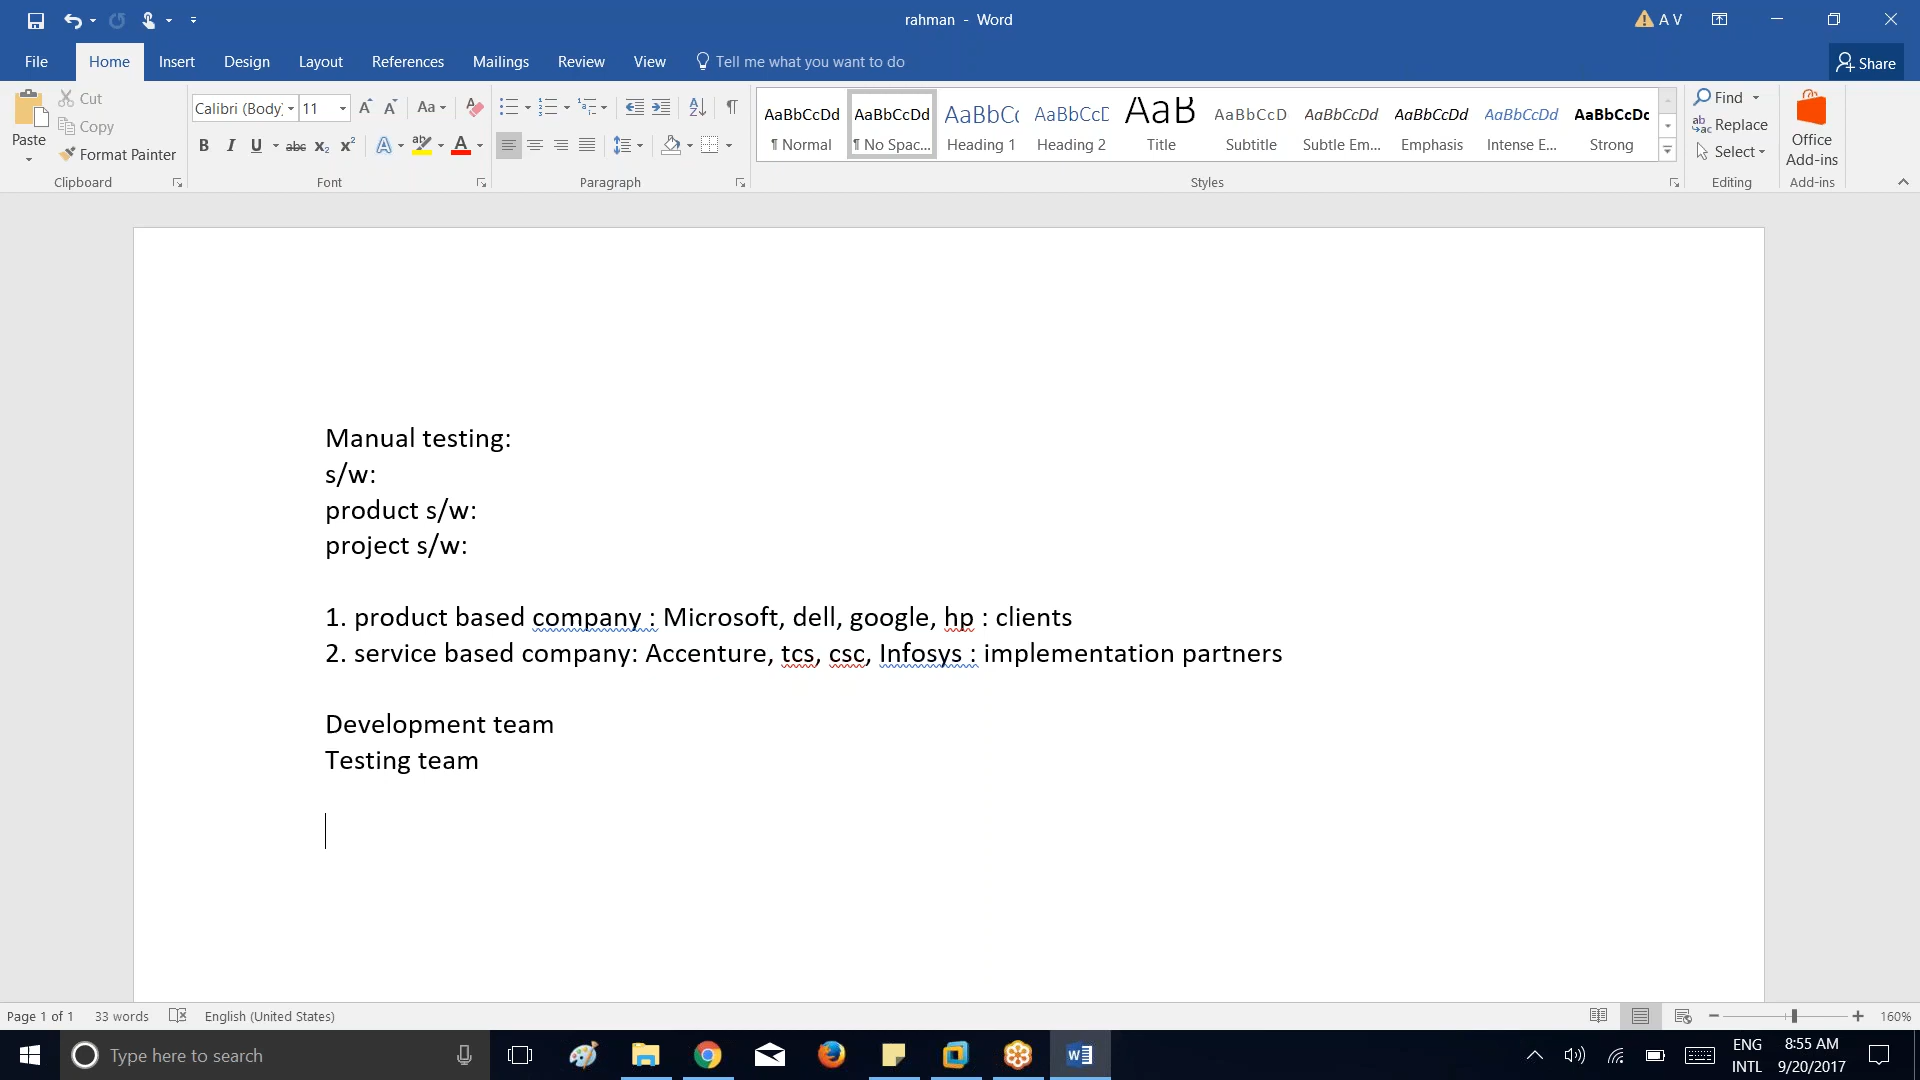 rahman - Word
A V
File Home Insert Design Layout References Mailings Review View Tell me what you want to do Share
Paste
Cut
Copy
Format Painter
Clipboard
Calibri (Body) 11
Font
Paragraph
AaBbCcDd AaBbCcDd AaBbCc AaBbCcD AaB AaBbCcD AaBbCcDd AaBbCcDd AaBbCcDd AaBbCcDc
¶ Normal ¶ No Spac... Heading 1 Heading 2 Title Subtitle Subtle Em... Emphasis Intense E... Strong
Styles
Find
Replace
Select
Editing
Office
Add-ins
Add-ins
Manual testing:
s/w:
product s/w:
project s/w:
1. product based company : Microsoft, dell, google, hp : clients
2. service based company: Accenture, tcs, csc, Infosys : implementation partners
Development team
Testing team
Page 1 of 1 33 words English (United States) 160%
Type here to search
ENG
INTL
8:55 AM
9/20/2017